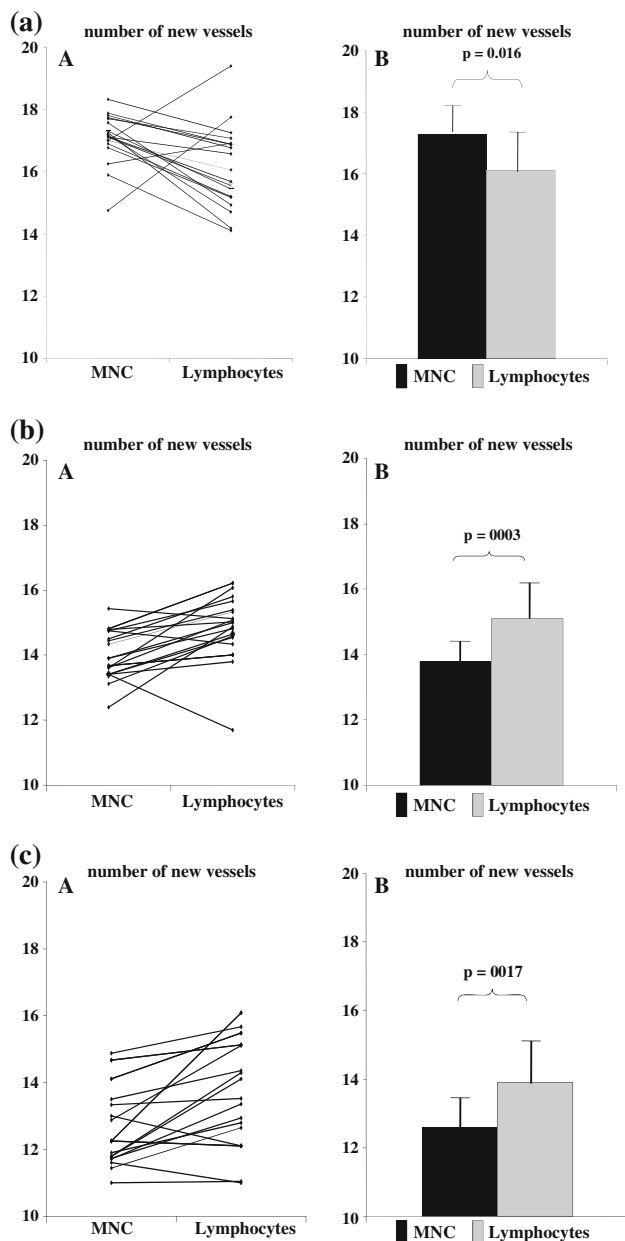 (a)
number of new vessels
A
20
18
16
14
12
10
MNC Lymphocytes
number of new vessels
B
p = 0.016
20
18
16
14
12
10
MNC Lymphocytes
(b)
number of new vessels
A
20
18
16
14
12
10
MNC Lymphocytes
number of new vessels
B
p = 0003
20
18
16
14
12
10
MNC Lymphocytes
(c)
number of new vessels
A
20
18
16
14
12
10
MNC Lymphocytes
number of new vessels
B
p = 0017
20
18
16
14
12
10
MNC Lymphocytes